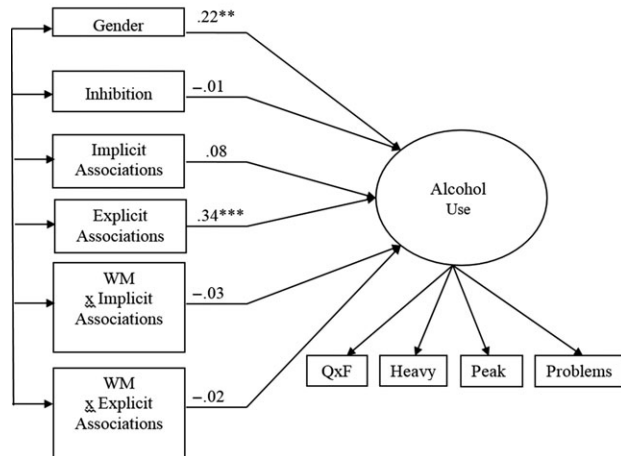 Gender
.22**
Inhibition
–.01
Implicit
Associations
.08
Explicit
Associations
.34***
WM
x Implicit
Associations
–.03
WM
x Explicit
Associations
–.02
Alcohol
Use
QxF
Heavy
Peak
Problems